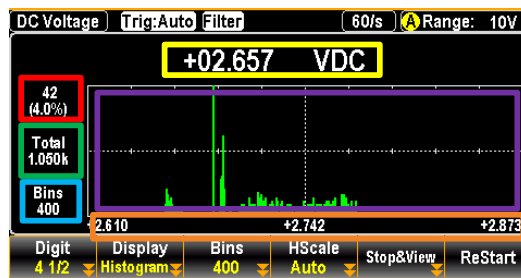 DC Voltage Trig:Auto Filter 60/s A Range: 10V
+02.657 VDC
42
(4.0%)
Total
1.050k
Bins
400
2.610 +2.742 +2.873
Digit Display Bins HScale Stop&View ReStart
4 1/2 Histogram 400 Auto